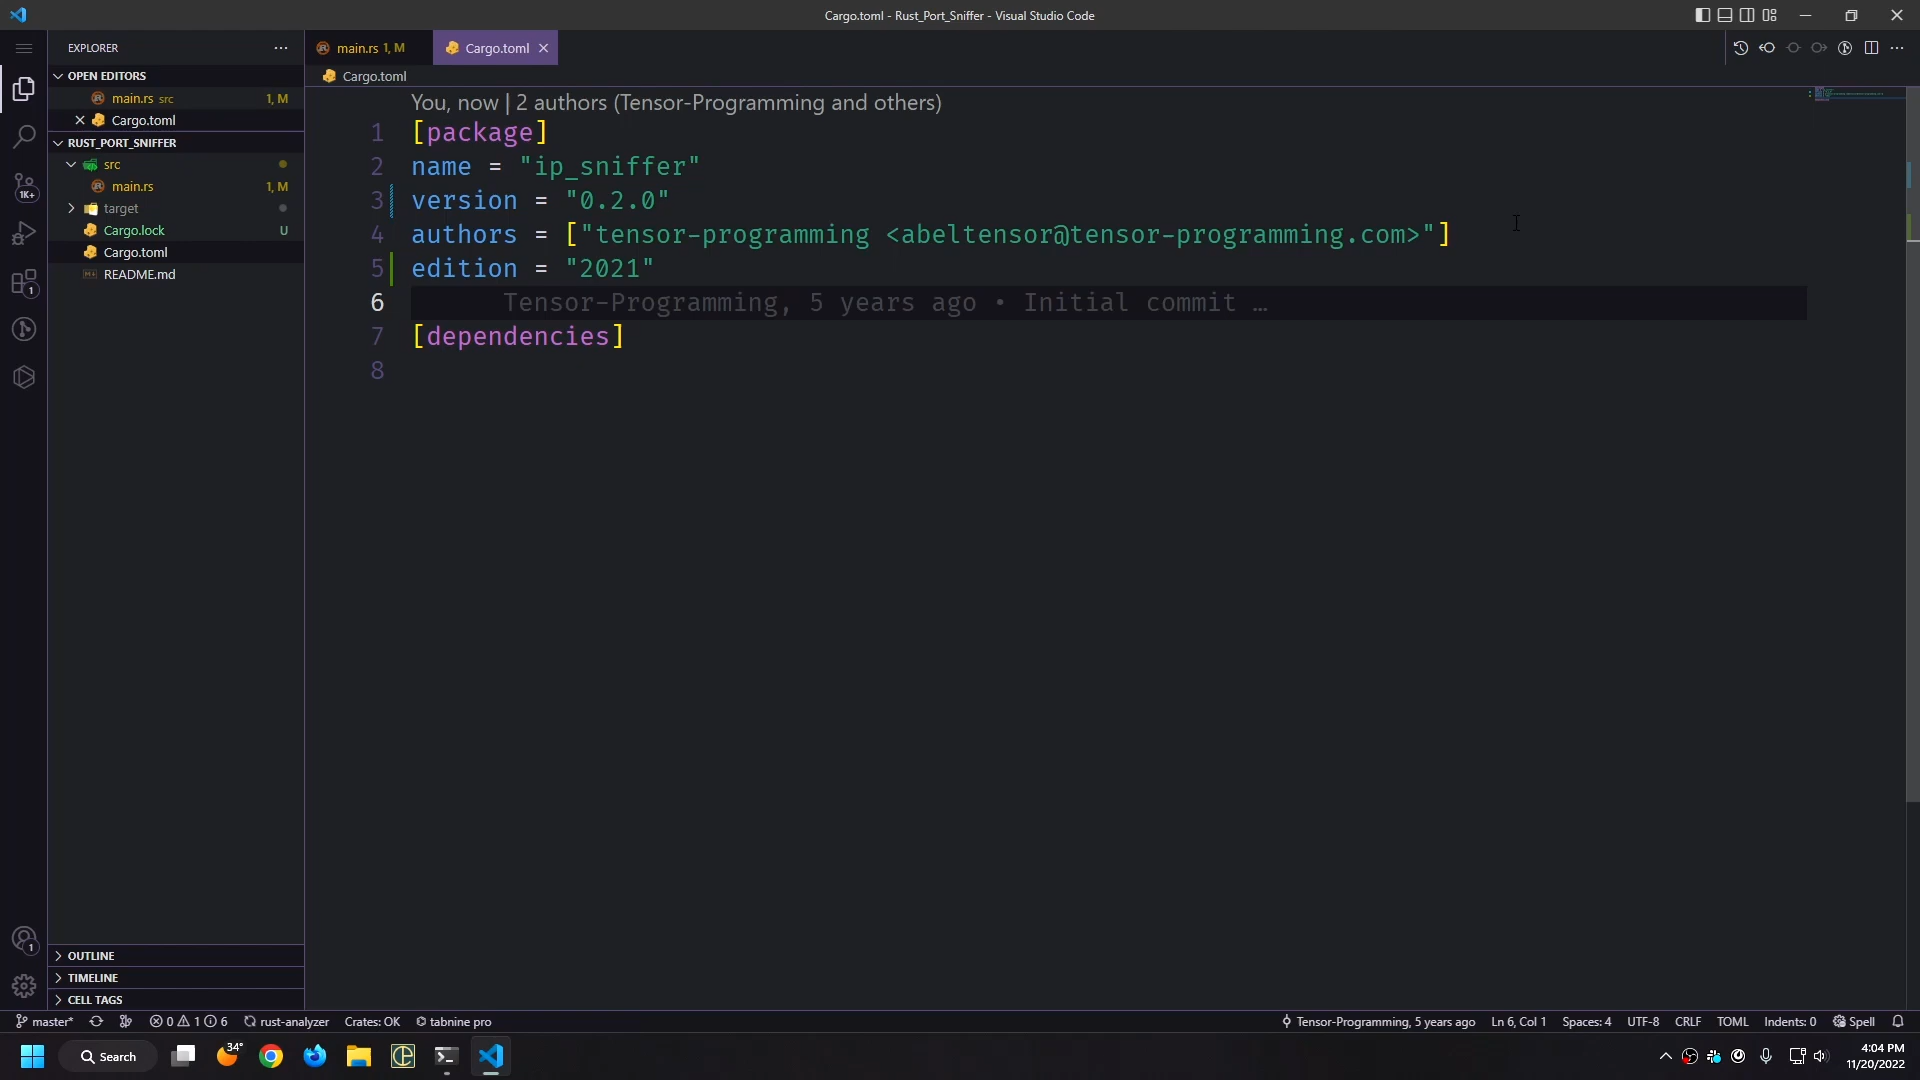 Cargo.toml - Rust_Port_Sniffer - Visual Studio Code
EXPLORER
main.rs 1, M
Cargo.toml
OPEN EDITORS
main.rs src 1, M
Cargo.toml
RUST_PORT_SNIFFER
src
main.rs 1, M
target
Cargo.lock U
Cargo.toml
README.md
OUTLINE
TIMELINE
CELL TAGS
1K+
1
1
Cargo.toml
You, now | 2 authors (Tensor-Programming and others)
1 [package]
2 name = "ip_sniffer"
3 version = "0.2.0"
4 authors = ["tensor-programming <abeltensor@tensor-programming.com>"]
5 edition = "2021"
6 Tensor-Programming, 5 years ago • Initial commit …
7 [dependencies]
8
master* 0 1 6 rust-analyzer Crates: OK tabnine pro Tensor-Programming, 5 years ago Ln 6, Col 1 Spaces: 4 UTF-8 CRLF TOML Indents: 0 Spell
Search 34° 4:04 PM
11/20/2022